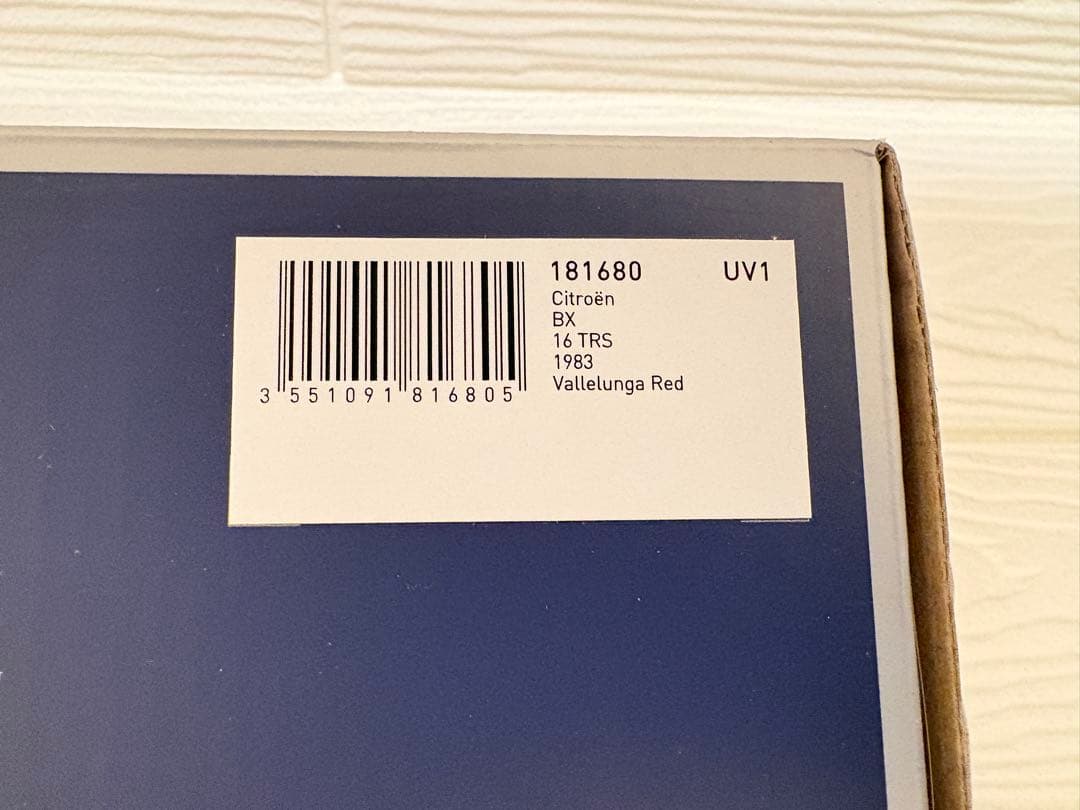 181680 UV1
Citroën
BX
16 TRS
1983
Vallelunga Red
3 551091 816805